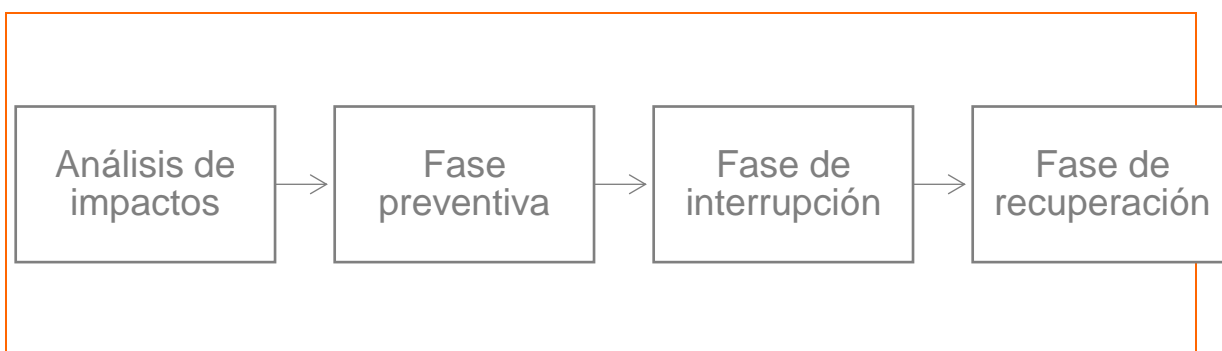 Análisis de
impactos
Fase
preventiva
Fase de
interrupción
Fase de
recuperación